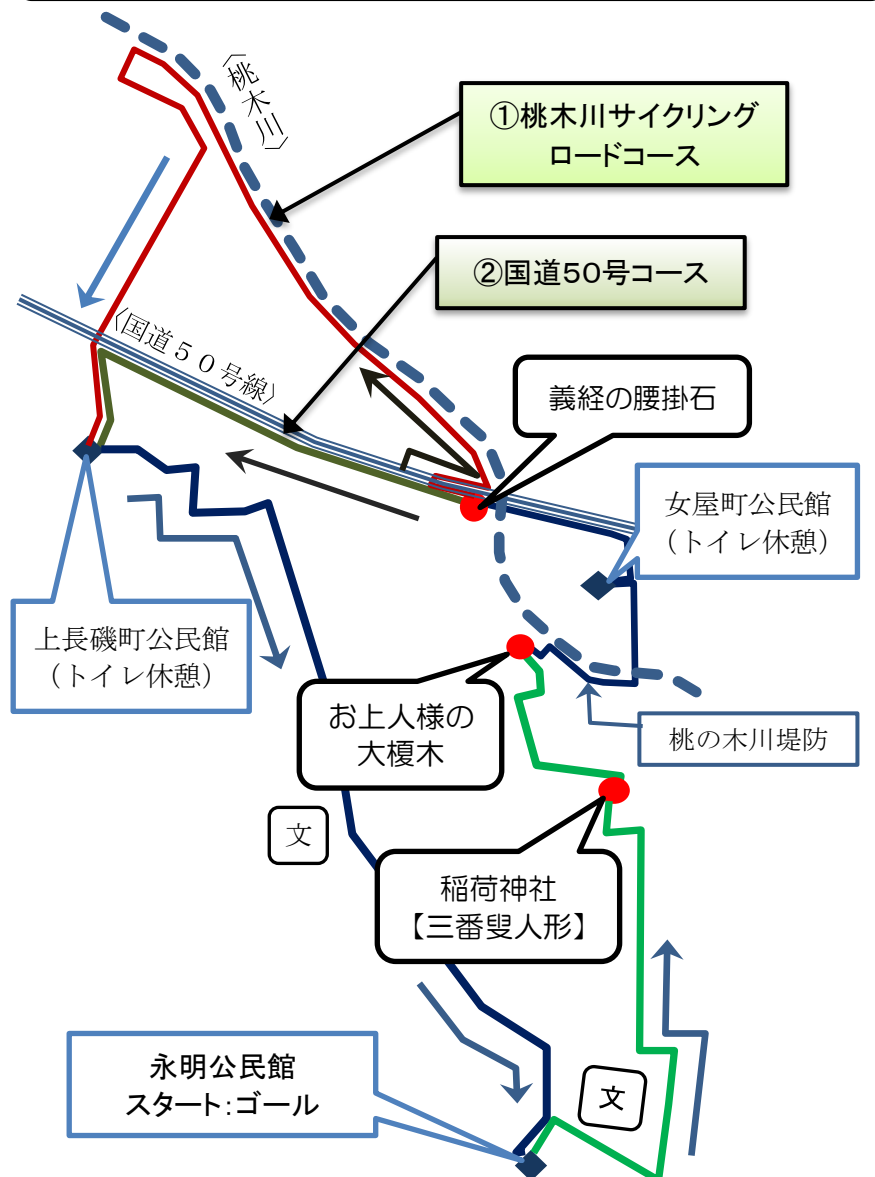 〈桃木川〉
①桃木川サイクリング
ロードコース
②国道50号コース
〈国道５０号線〉
義経の腰掛石
女屋町公民館
（トイレ休憩）
上長磯町公民館
（トイレ休憩）
お上人様の
大榎木
桃の木川堤防
文
稲荷神社
【三番叟人形】
永明公民館
スタート：ゴール
文